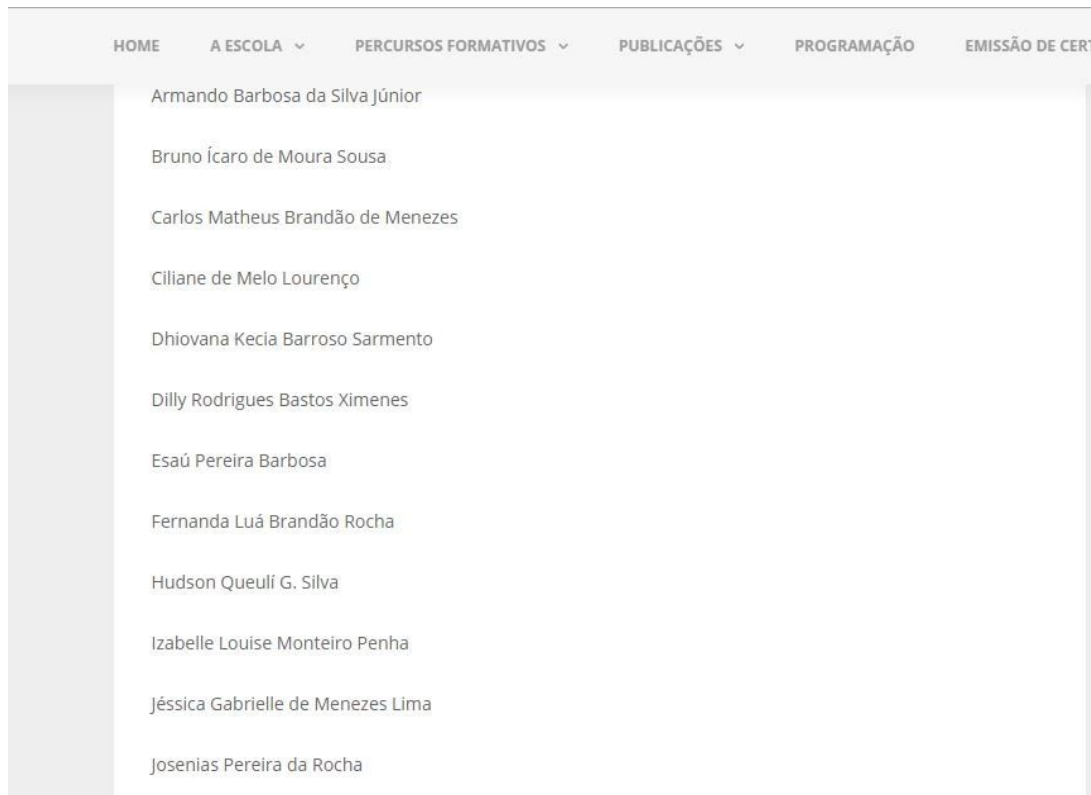 HOME A ESCOLA PERCURSOS FORMATIVOS PUBLICAÇÕES PROGRAMAÇÃO EMISSÃO DE CERT
Armando Barbosa da Silva Júnior
Bruno Ícaro de Moura Sousa
Carlos Matheus Brandão de Menezes
Ciliane de Melo Lourenço
Dhiovana Kecia Barroso Sarmento
Dilly Rodrigues Bastos Ximenes
Esaú Pereira Barbosa
Fernanda Luá Brandão Rocha
Hudson Queulí G. Silva
Izabelle Louise Monteiro Penha
Jéssica Gabrielle de Menezes Lima
Josenias Pereira da Rocha